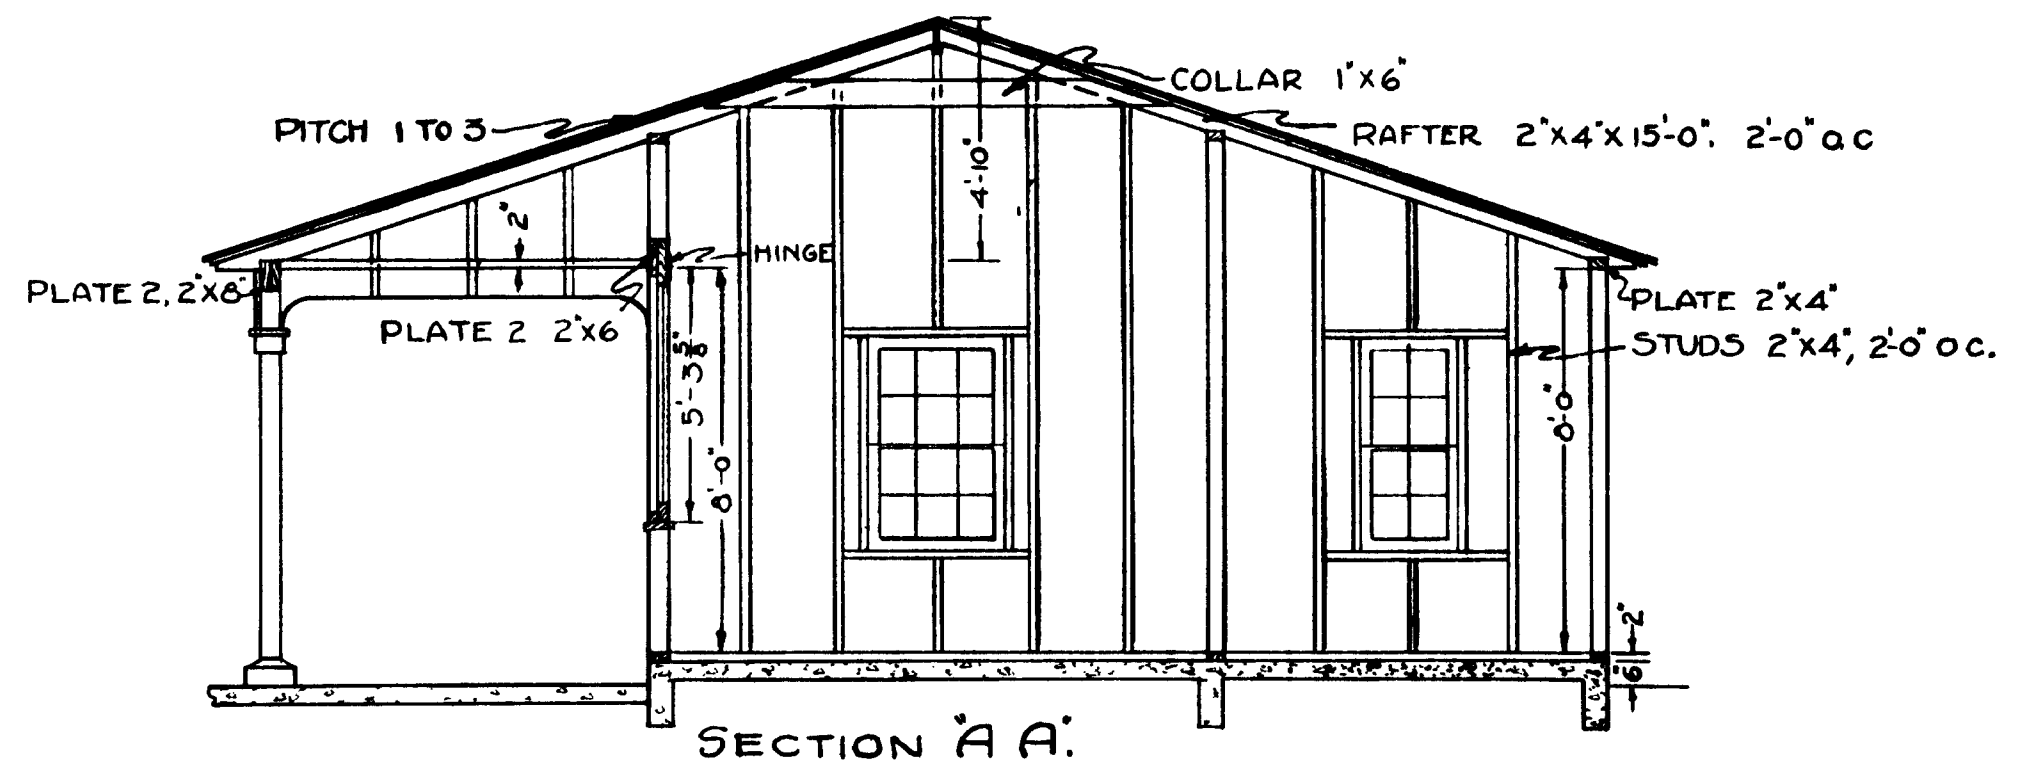 COLLAR 1"X6"
PITCH 1 TO 3
RAFTER 2"X4"X15'-0". 2'-0" O.C
4'-10"
2"
HINGE
PLATE 2, 2"X8"
PLATE 2"X4"
PLATE 2 2"X6
STUDS 2"X4", 2'-0" O C.
5'-3 5/8"
8'-0"
8'-0"
2"
6"
SECTION "A A".